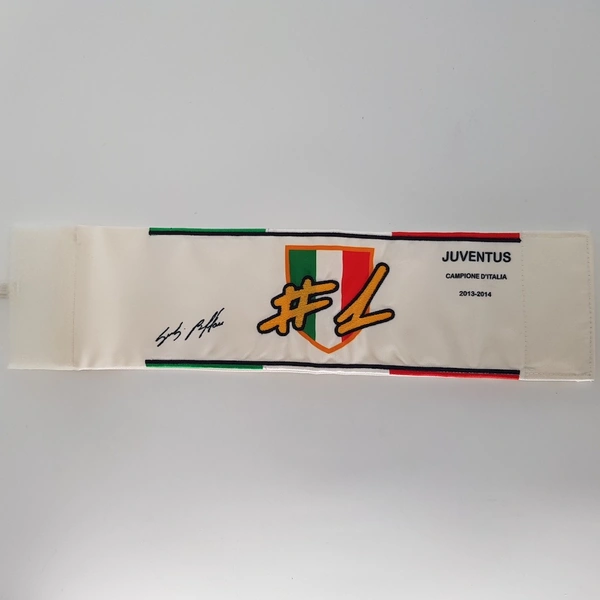 #1
JUVENTUS
CAMPIONE D'ITALIA
2013-2014